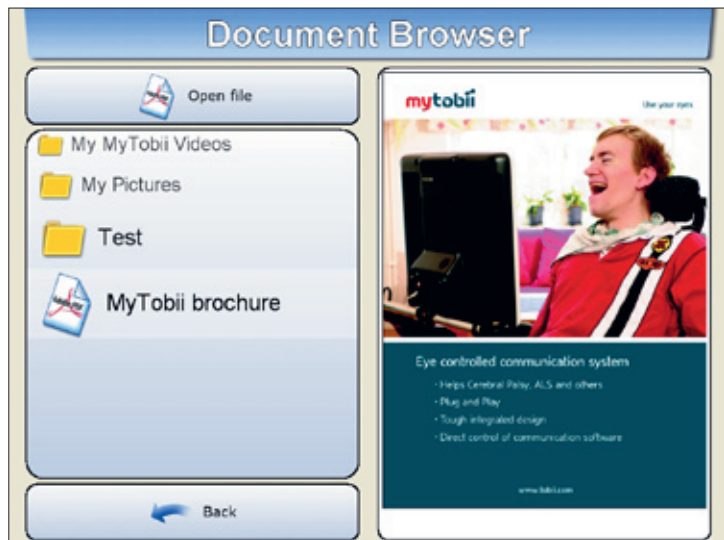 Document Browser
Open file
My MyTobii Videos
My Pictures
Test
MyTobii brochure
Back
mytobii
Use your eyes
Eye controlled communication system
· Helps Cerebral Palsy, ALS and others
· Plug and Play
· Tough integrated design
· Direct control of communication software
www.tobii.com